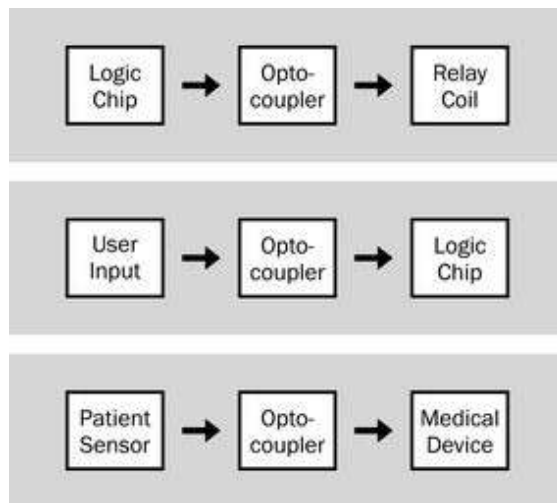 Logic
Chip
Opto-
coupler
Relay
Coil
User
Input
Opto-
coupler
Logic
Chip
Patient
Sensor
Opto-
coupler
Medical
Device